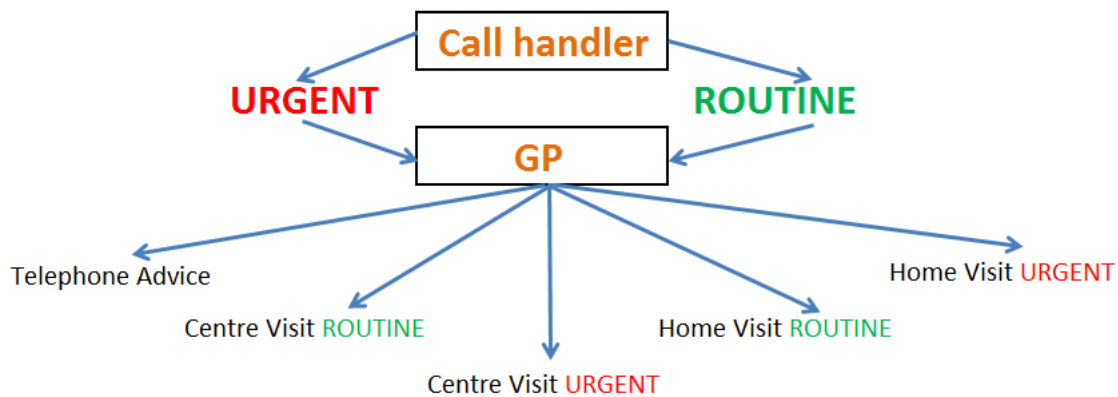 Call handler
URGENT
ROUTINE
GP
Telephone Advice
Home Visit URGENT
Centre Visit ROUTINE
Home Visit ROUTINE
Centre Visit URGENT